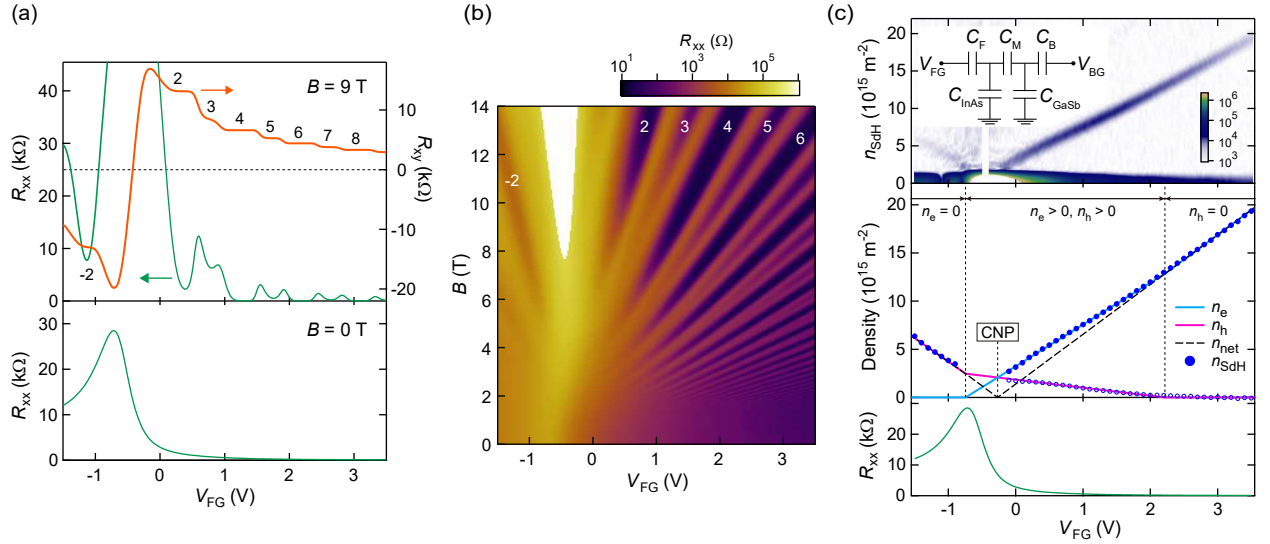 (a)
B = 9 T
2
3
4
5
6
7
8
-2
40
30
20
10
0
R_xx (kΩ)
10
0
-10
-20
R_xy (kΩ)
B = 0 T
30
20
10
0
R_xx (kΩ)
-1 0 1 2 3
V_FG (V)
(b)
R_xx (Ω)
10^1 10^3 10^5
14
12
10
8
6
4
2
0
B (T)
-2
2
3
4
5
6
-1 0 1 2 3
V_FG (V)
(c)
C_F C_M C_B
V_FG V_BG
C_InAs C_GaSb
10^6
10^5
10^4
10^3
20
15
10
5
0
n_SdH (10^15 m^-2)
n_e = 0
n_e > 0, n_h > 0
n_h = 0
20
15
10
5
0
Density (10^15 m^-2)
CNP
n_e
n_h
n_net
n_SdH
20
10
0
R_xx (kΩ)
-1 0 1 2 3
V_FG (V)